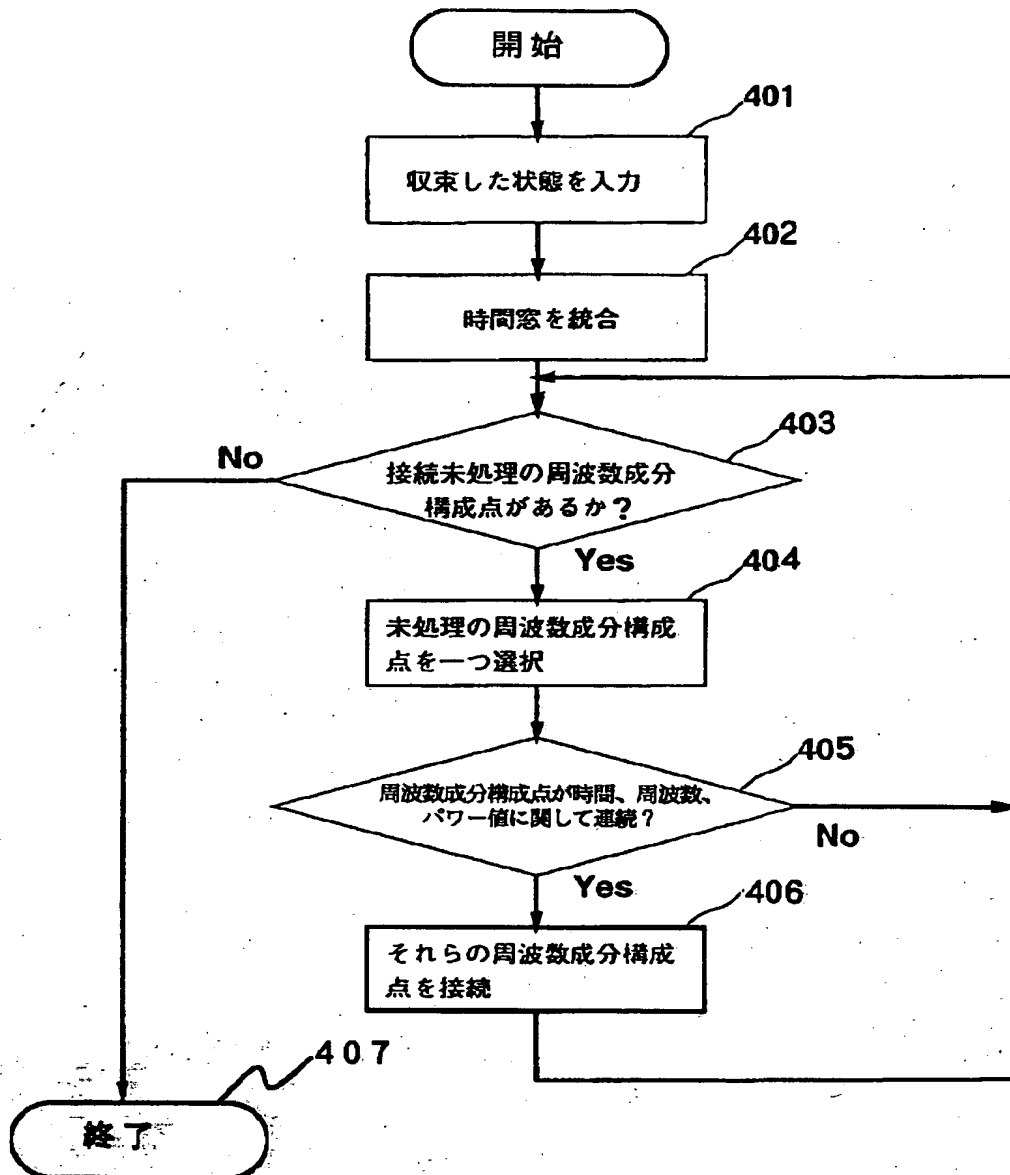 開始
401
収束した状態を入力
402
時間窓を統合
403
No
接続未処理の周波数成分
構成点があるか？
Yes
404
未処理の周波数成分構成
点を一つ選択
405
周波数成分構成点が時間、周波数、
パワー値に関して連続？
No
Yes
406
それらの周波数成分構成
点を接続
407
終了